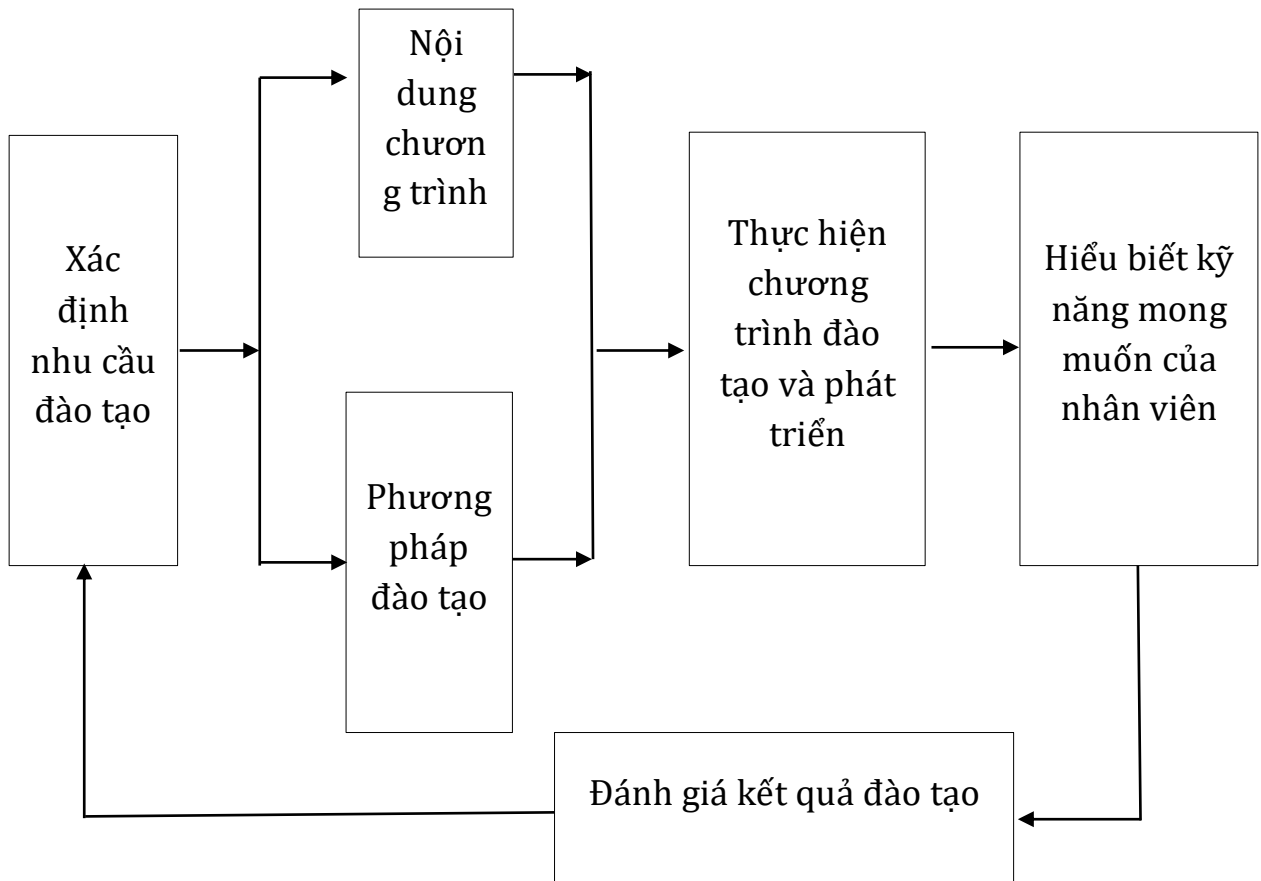 Xác
định
nhu cầu
đào tạo
Nội
dung
chươn
g trình
Phương
pháp
đào tạo
Thực hiện
chương
trình đào
tạo và phát
triển
Hiểu biết kỹ
năng mong
muốn của
nhân viên
Đánh giá kết quả đào tạo